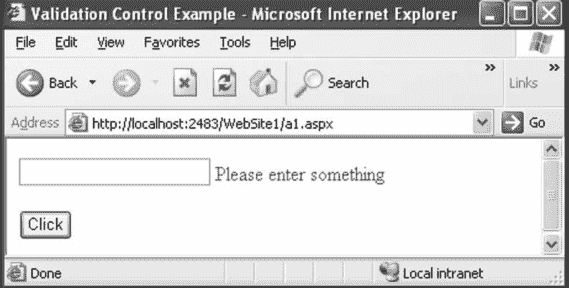 Validation Control Example - Microsoft Internet Explorer
File Edit View Favorites Tools Help
Back Search » Links »
Address http://localhost:2483/WebSite1/a1.aspx Go
Please enter something
Click
Done Local intranet